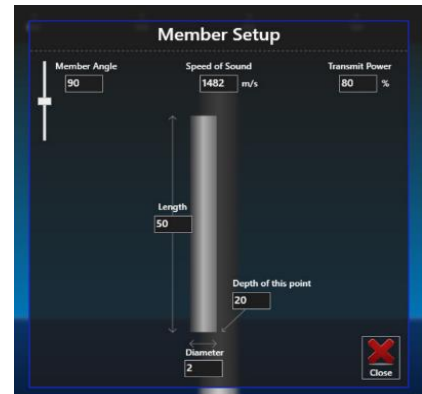 Member Setup
Member Angle
90
Speed of Sound
1482 m/s
Transmit Power
80 %
Length
50
Depth of this point
20
Diameter
2
Close